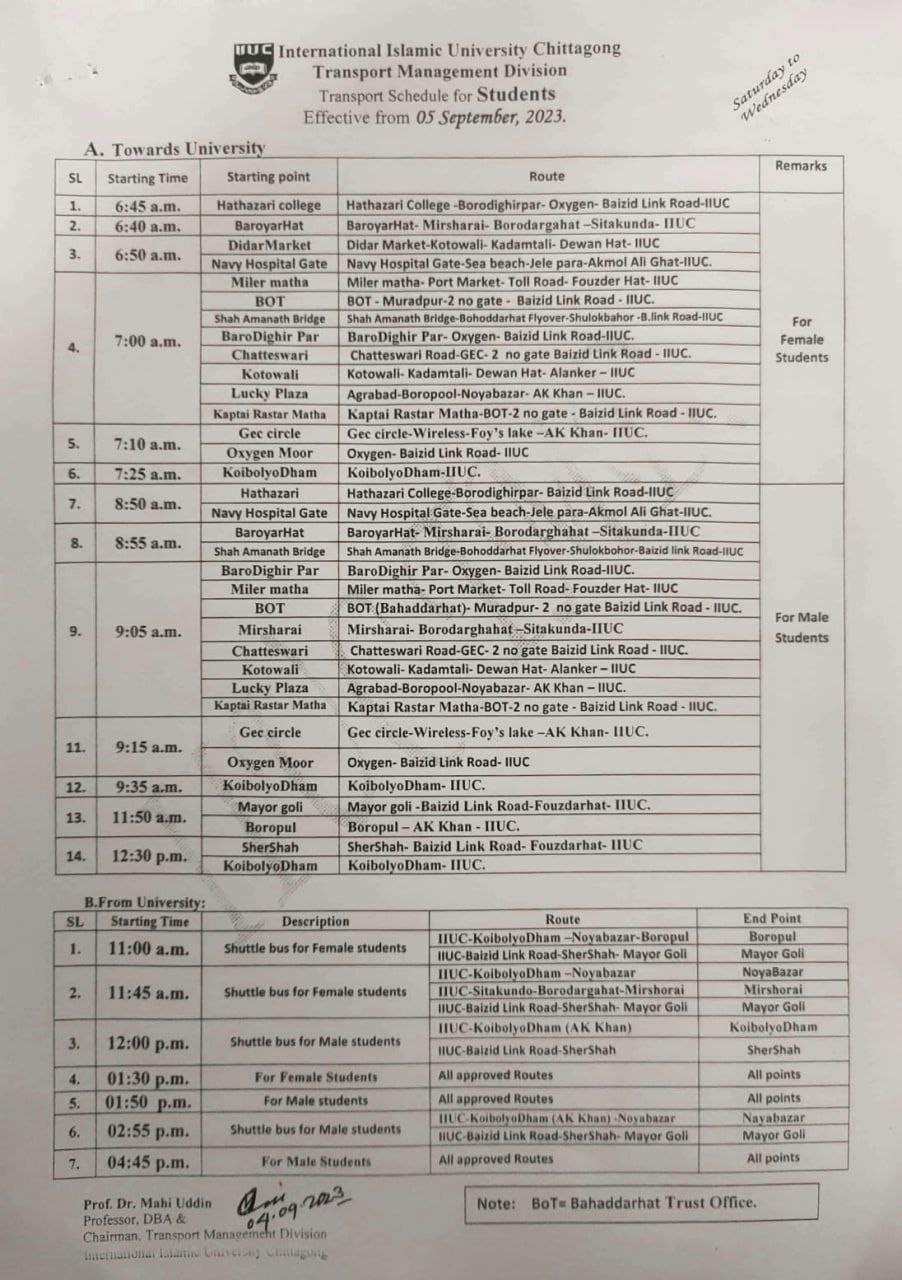 IIUC International Islamic University Chittagong
Transport Management Division
Transport Schedule for Students
Effective from 05 September, 2023.
Saturday to
Wednesday
A. Towards University
SL Starting Time Starting point Route Remarks
1. 6:45 a.m. Hathazari college Hathazari College -Borodighirpar- Oxygen- Baizid Link Road-IIUC
2. 6:40 a.m. BaroyarHat BaroyarHat- Mirsharai- Borodargahat –Sitakunda- IIUC
3. 6:50 a.m. DidarMarket Didar Market-Kotowali- Kadamtali- Dewan Hat- IIUC
Navy Hospital Gate Navy Hospital Gate-Sea beach-Jele para-Akmol Ali Ghat-IIUC.
4. 7:00 a.m. Miler matha Miler matha- Port Market- Toll Road- Fouzder Hat- IIUC
BOT BOT - Muradpur-2 no gate - Baizid Link Road - IIUC.
Shah Amanath Bridge Shah Amanath Bridge-Bohoddarhat Flyover-Shulokbahor -B.link Road-IIUC
BaroDighir Par BaroDighir Par- Oxygen- Baizid Link Road-IIUC.
Chatteswari Chatteswari Road-GEC- 2 no gate Baizid Link Road - IIUC.
Kotowali Kotowali- Kadamtali- Dewan Hat- Alanker – IIUC
Lucky Plaza Agrabad-Boropool-Noyabazar- AK Khan – IIUC.
Kaptai Rastar Matha Kaptai Rastar Matha-BOT-2 no gate - Baizid Link Road - IIUC.
For Female Students
5. 7:10 a.m. Gec circle Gec circle-Wireless-Foy's lake –AK Khan- IIUC.
Oxygen Moor Oxygen- Baizid Link Road- IIUC
6. 7:25 a.m. KoibolyoDham KoibolyoDham-IIUC.
7. 8:50 a.m. Hathazari Hathazari College-Borodighirpar- Baizid Link Road-IIUC
Navy Hospital Gate Navy Hospital Gate-Sea beach-Jele para-Akmol Ali Ghat-IIUC.
8. 8:55 a.m. BaroyarHat BaroyarHat- Mirsharai- Borodarghahat –Sitakunda-IIUC
Shah Amanath Bridge Shah Amanath Bridge-Bohoddarhat Flyover-Shulokbohor-Baizid link Road-IIUC
9. 9:05 a.m. BaroDighir Par BaroDighir Par- Oxygen- Baizid Link Road-IIUC.
Miler matha Miler matha- Port Market- Toll Road- Fouzder Hat- IIUC
BOT BOT (Bahaddarhat)- Muradpur- 2 no gate Baizid Link Road - IIUC.
Mirsharai Mirsharai- Borodarghahat –Sitakunda-IIUC
Chatteswari Chatteswari Road-GEC- 2 no gate Baizid Link Road - IIUC.
Kotowali Kotowali- Kadamtali- Dewan Hat- Alanker – IIUC
Lucky Plaza Agrabad-Boropool-Noyabazar- AK Khan – IIUC.
Kaptai Rastar Matha Kaptai Rastar Matha-BOT-2 no gate - Baizid Link Road - IIUC.
For Male Students
11. 9:15 a.m. Gec circle Gec circle-Wireless-Foy's lake –AK Khan- IIUC.
Oxygen Moor Oxygen- Baizid Link Road- IIUC
12. 9:35 a.m. KoibolyoDham KoibolyoDham- IIUC.
13. 11:50 a.m. Mayor goli Mayor goli -Baizid Link Road-Fouzdarhat- IIUC.
Boropul Boropul – AK Khan - IIUC.
14. 12:30 p.m. SherShah SherShah- Baizid Link Road- Fouzdarhat- IIUC
KoibolyoDham KoibolyoDham- IIUC.
B.From University:
SL Starting Time Description Route End Point
1. 11:00 a.m. Shuttle bus for Female students IIUC-KoibolyoDham –Noyabazar-Boropul Boropul
IIUC-Baizid Link Road-SherShah- Mayor Goli Mayor Goli
2. 11:45 a.m. Shuttle bus for Female students IIUC-KoibolyoDham –Noyabazar NoyaBazar
IIUC-Sitakundo-Borodargahat-Mirshorai Mirshorai
IIUC-Baizid Link Road-SherShah- Mayor Goli Mayor Goli
3. 12:00 p.m. Shuttle bus for Male students IIUC-KoibolyoDham (AK Khan) KoibolyoDham
IIUC-Baizid Link Road-SherShah SherShah
4. 01:30 p.m. For Female Students All approved Routes All points
5. 01:50 p.m. For Male students All approved Routes All points
6. 02:55 p.m. Shuttle bus for Male students IIUC-KoibolyoDham (AK Khan) -Noyabazar Nayabazar
IIUC-Baizid Link Road-SherShah- Mayor Goli Mayor Goli
7. 04:45 p.m. For Male Students All approved Routes All points
04.09.2023
Prof. Dr. Mahi Uddin
Professor, DBA &
Chairman, Transport Management Division
International Islamic University Chittagong
Note: BoT= Bahaddarhat Trust Office.